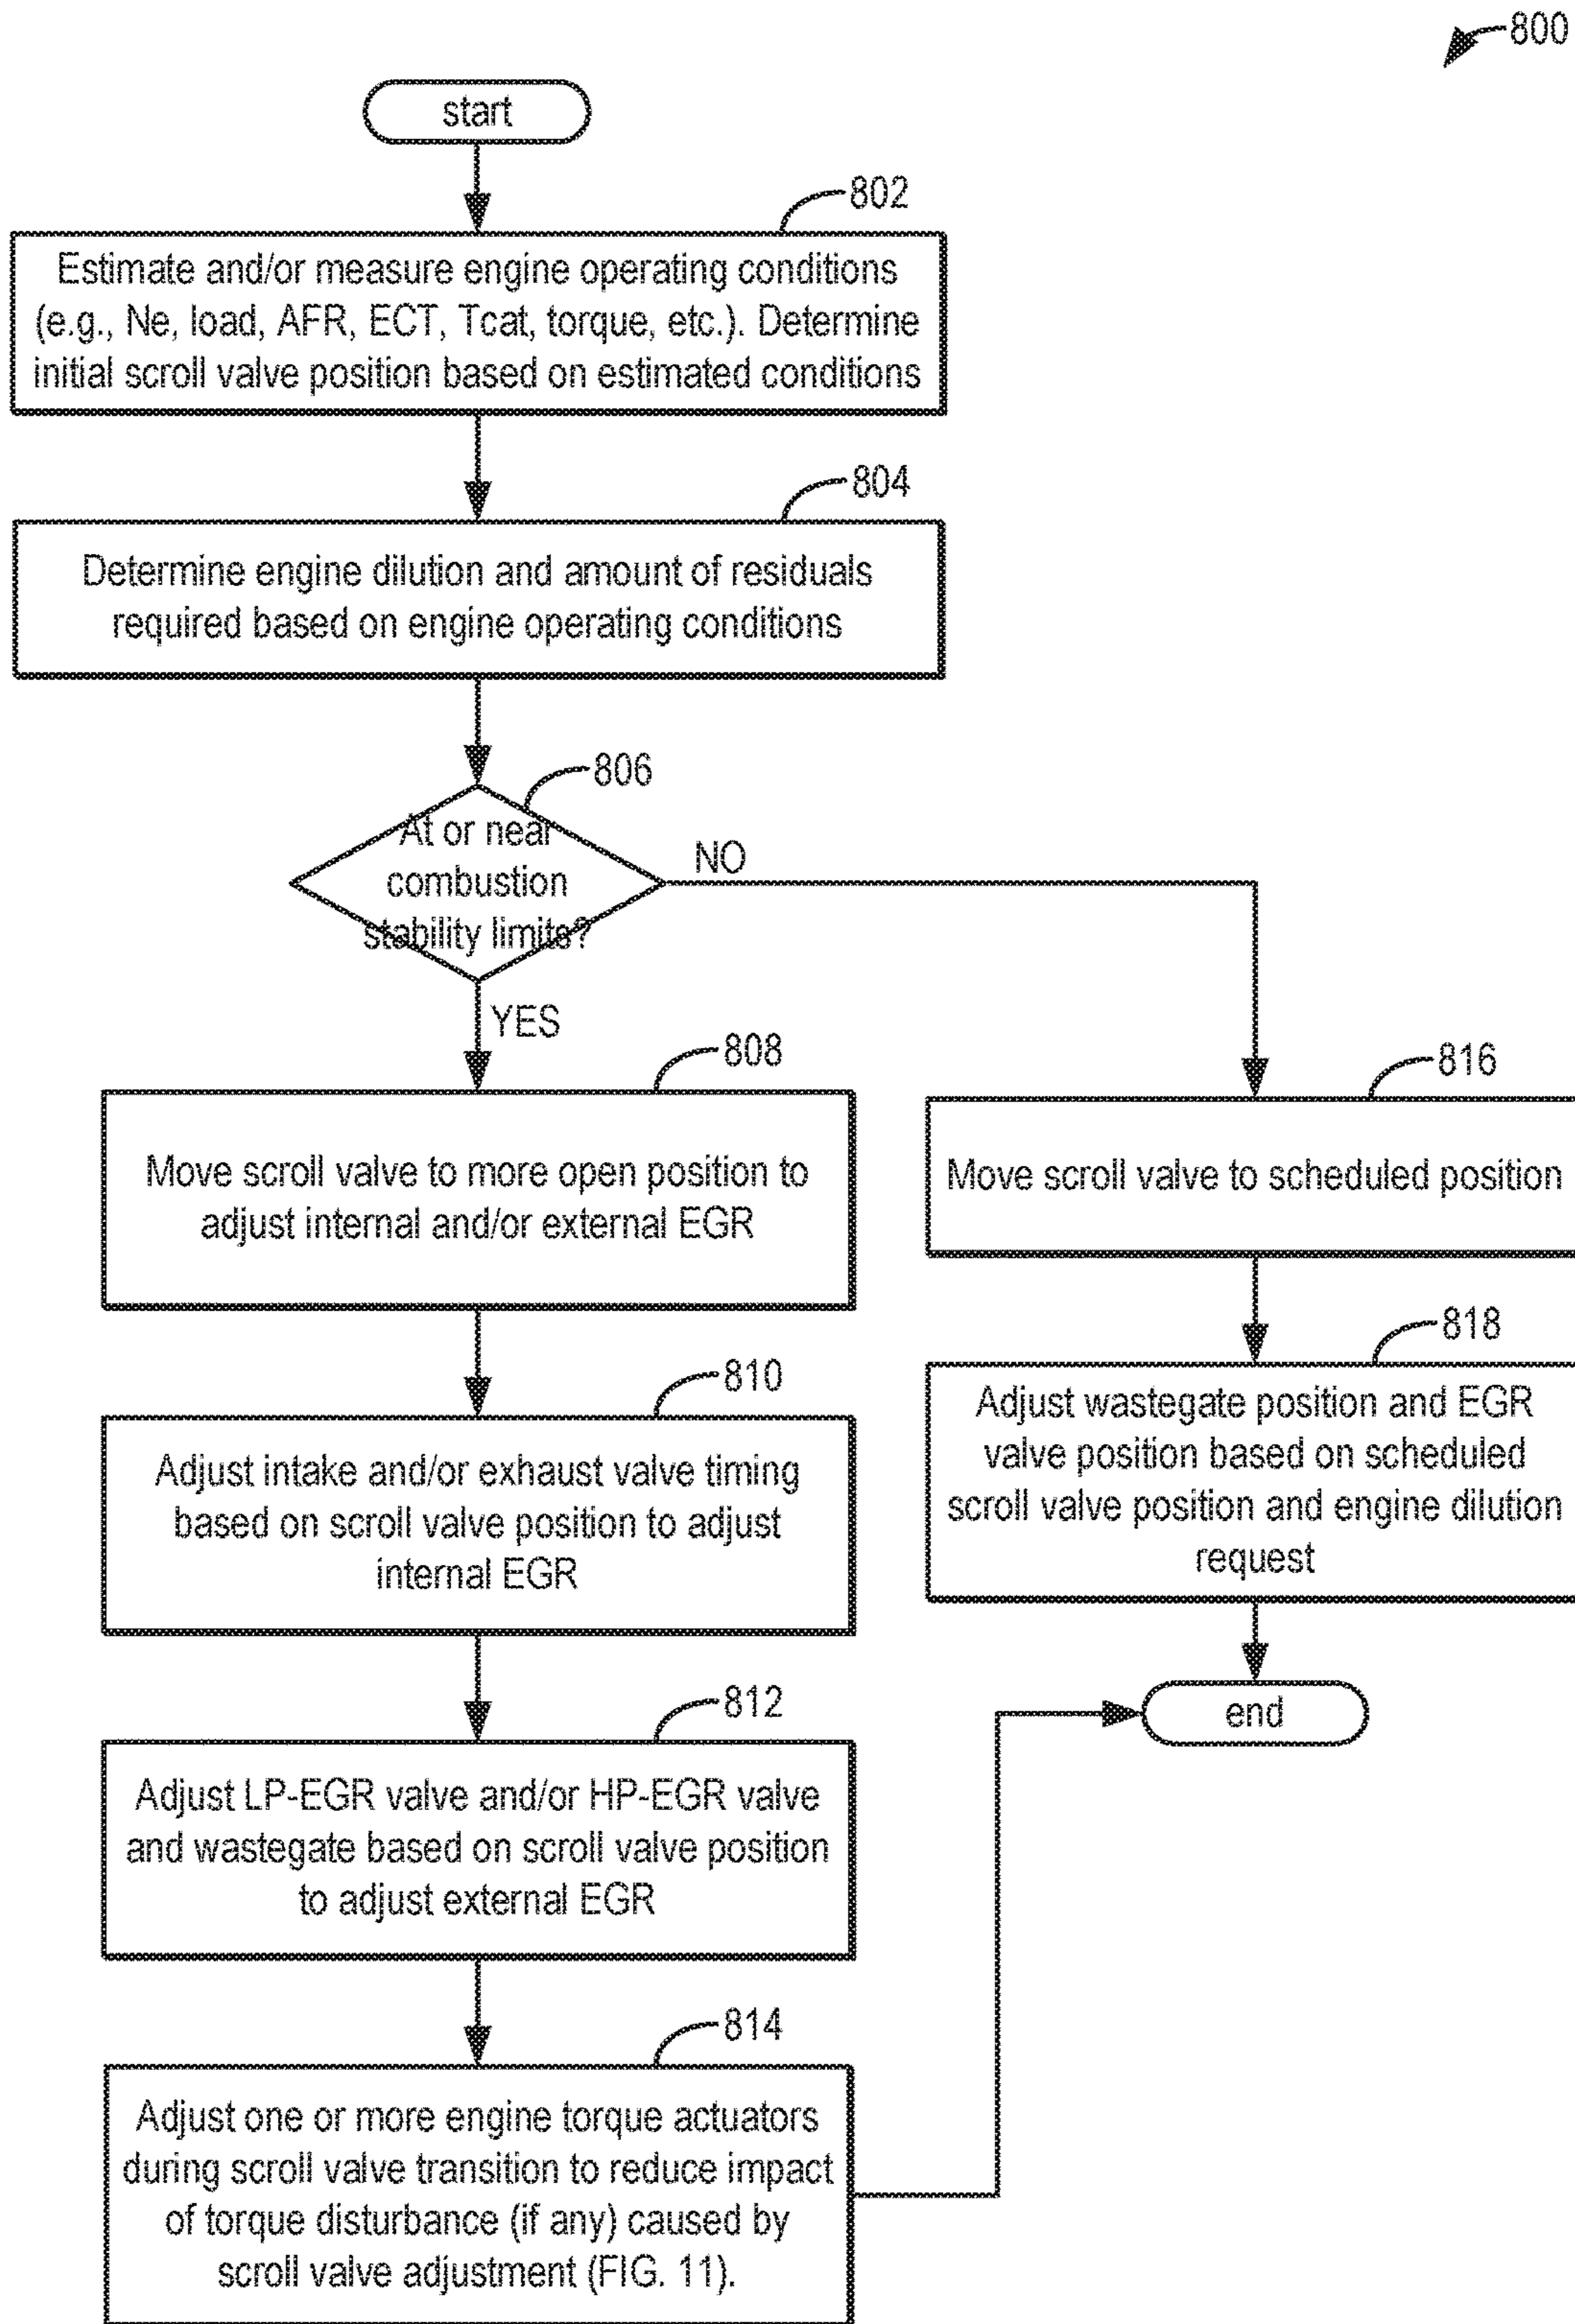 800
start
802
Estimate and/or measure engine operating conditions
(e.g., Ne, load, AFR, ECT, Tcat, torque, etc.). Determine
initial scroll valve position based on estimated conditions
804
Determine engine dilution and amount of residuals
required based on engine operating conditions
806
At or near
combustion
stability limits?
NO
YES
808
Move scroll valve to more open position to
adjust internal and/or external EGR
816
Move scroll valve to scheduled position
810
Adjust intake and/or exhaust valve timing
based on scroll valve position to adjust
internal EGR
818
Adjust wastegate position and EGR
valve position based on scheduled
scroll valve position and engine dilution
request
812
Adjust LP-EGR valve and/or HP-EGR valve
and wastegate based on scroll valve position
to adjust external EGR
end
814
Adjust one or more engine torque actuators
during scroll valve transition to reduce impact
of torque disturbance (if any) caused by
scroll valve adjustment (FIG. 11).